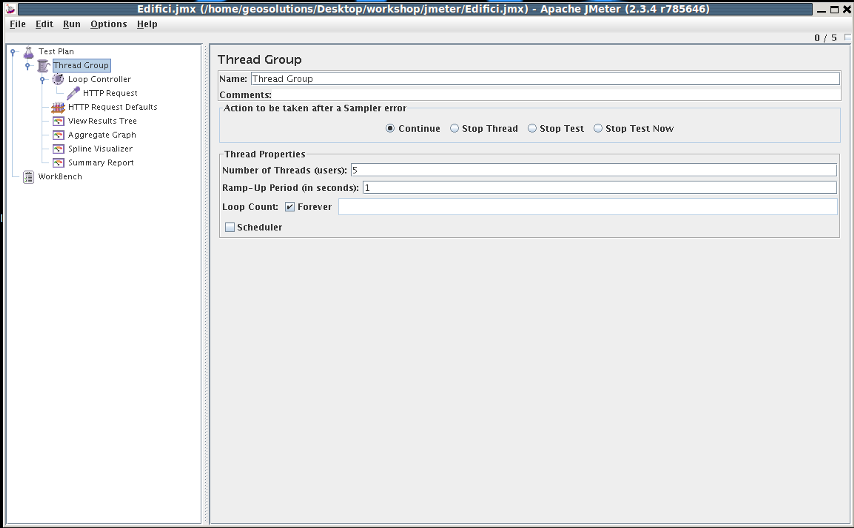 Edifici.jmx (/home/geosolutions/Desktop/workshop/jmeter/Edifici.jmx) - Apache JMeter (2.3.4 r785646)
File Edit Run Options Help
0 / 5
Test Plan
Thread Group
Loop Controller
HTTP Request
HTTP Request Defaults
View Results Tree
Aggregate Graph
Spline Visualizer
Summary Report
WorkBench
Thread Group
Name: Thread Group
Comments:
Action to be taken after a Sampler error
Continue Stop Thread Stop Test Stop Test Now
Thread Properties
Number of Threads (users): 5
Ramp-Up Period (in seconds): 1
Loop Count: Forever
Scheduler